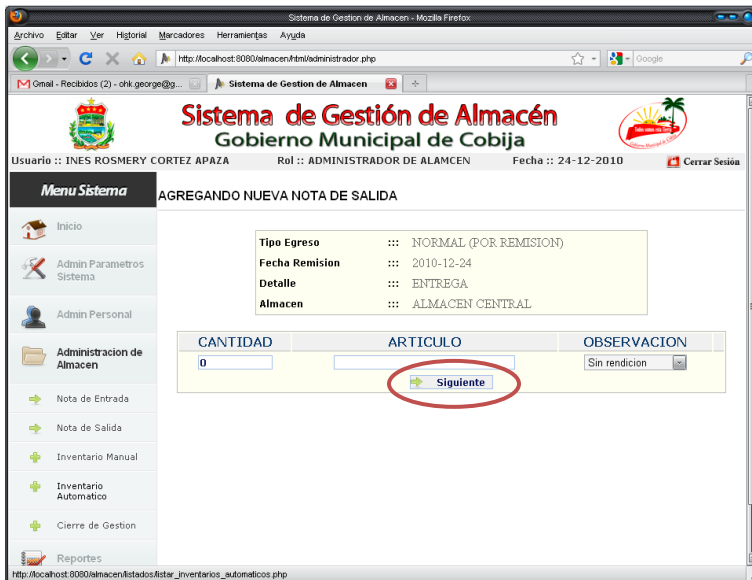 Sistema de Gestion de Almacen - Mozilla Firefox
Archivo Editar Ver Historial Marcadores Herramientas Ayuda
http://localhost:8080/almacen/html/administrador.php
Google
Gmail - Recibidos (2) - ohk.george@g...
Sistema de Gestion de Almacen
Sistema de Gestión de Almacén
Gobierno Municipal de Cobija
Usuario :: INES ROSMERY CORTEZ APAZA Rol :: ADMINISTRADOR DE ALAMCEN Fecha :: 24-12-2010 Cerrar Sesión
Menu Sistema
AGREGANDO NUEVA NOTA DE SALIDA
Inicio
Admin Parametros
Sistema
Admin Personal
Administracion de
Almacen
Nota de Entrada
Nota de Salida
Inventario Manual
Inventario
Automatico
Cierre de Gestion
Reportes
Tipo Egreso ::: NORMAL (POR REMISION)
Fecha Remision ::: 2010-12-24
Detalle ::: ENTREGA
Almacen ::: ALMACEN CENTRAL
CANTIDAD ARTICULO OBSERVACION
0 Sin rendicion
Siguiente
http://localhost:8080/almacen/listados/listar_inventarios_automaticos.php